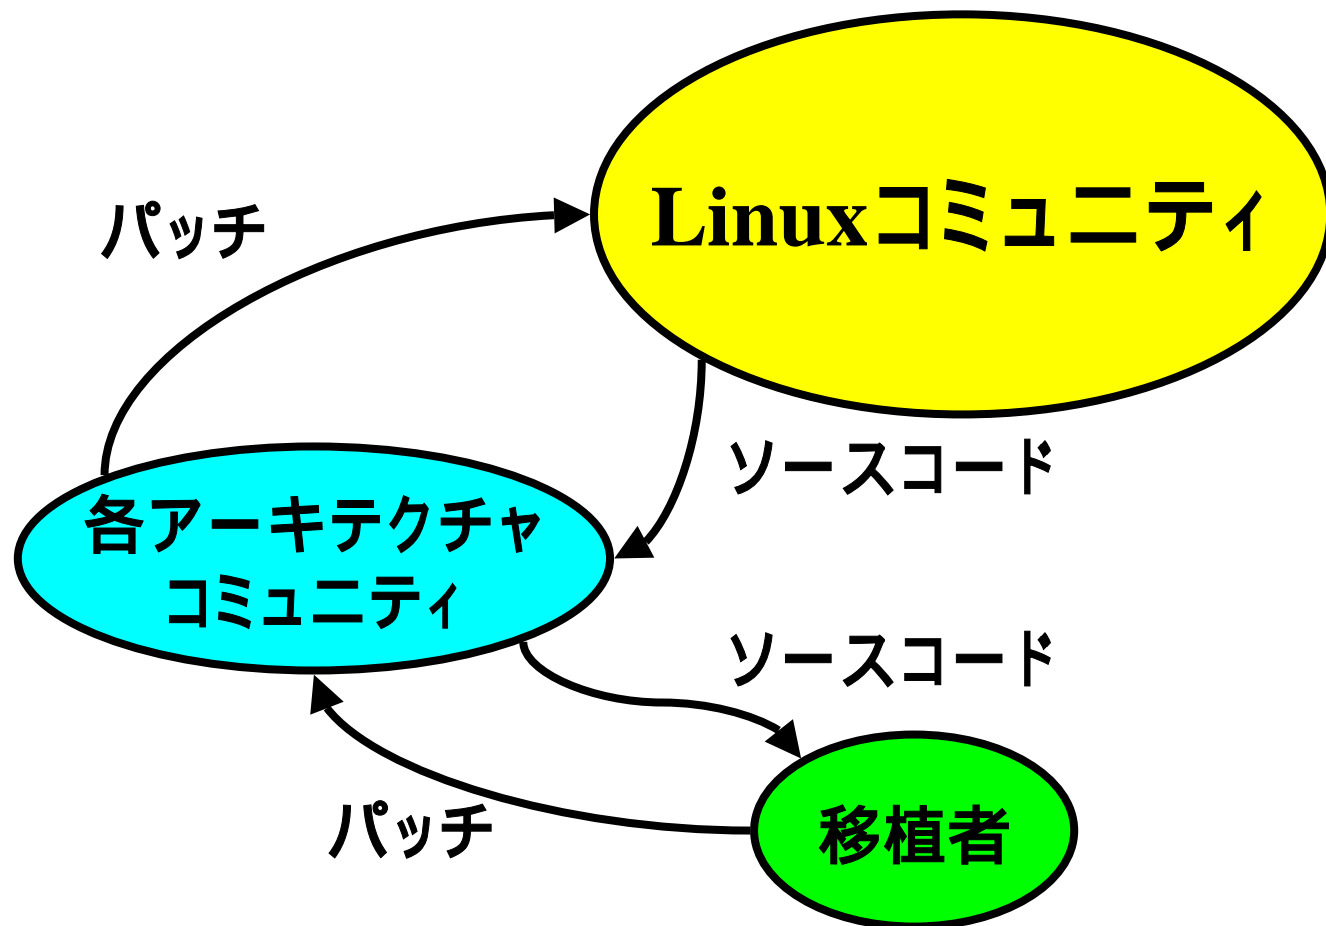 Linuxコミュニティ
パッチ
ソースコード
各アーキテクチャ
コミュニティ
ソースコード
パッチ
移植者